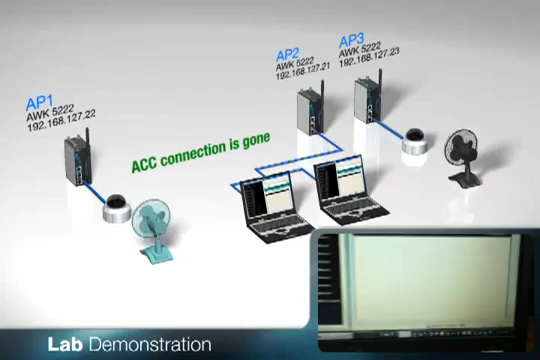 AP1
AWK 5222
192.168.127.22
AP2
AWK 5222
192.168.127.21
AP3
AWK 5222
192.168.127.23
ACC connection is gone
Lab Demonstration